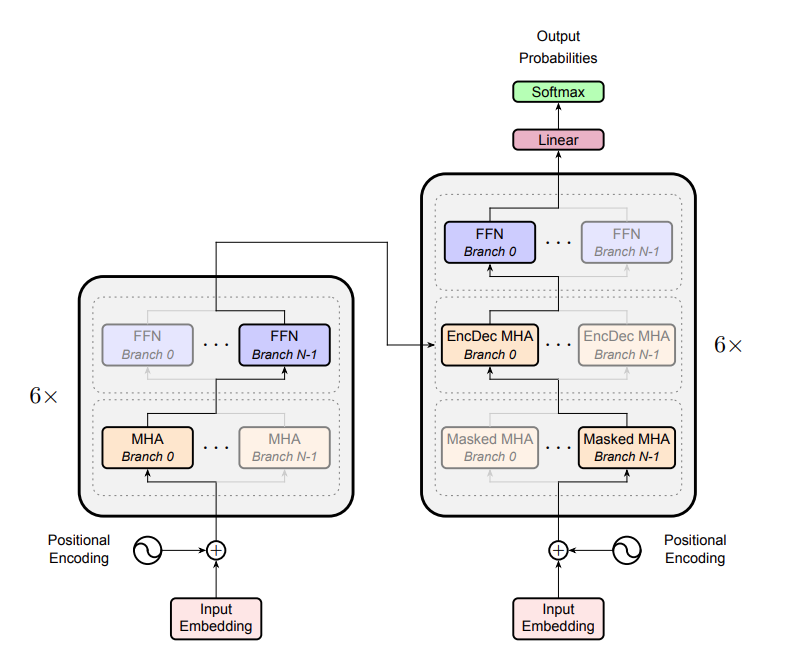 Output
Probabilities
Softmax
Linear
FFN
Branch 0
· · ·
FFN
Branch N-1
EncDec MHA
Branch 0
· · ·
EncDec MHA
Branch N-1
Masked MHA
Branch 0
· · ·
Masked MHA
Branch N-1
6×
FFN
Branch 0
· · ·
FFN
Branch N-1
MHA
Branch 0
· · ·
MHA
Branch N-1
6×
Positional
Encoding
+
Input
Embedding
+
Positional
Encoding
Input
Embedding